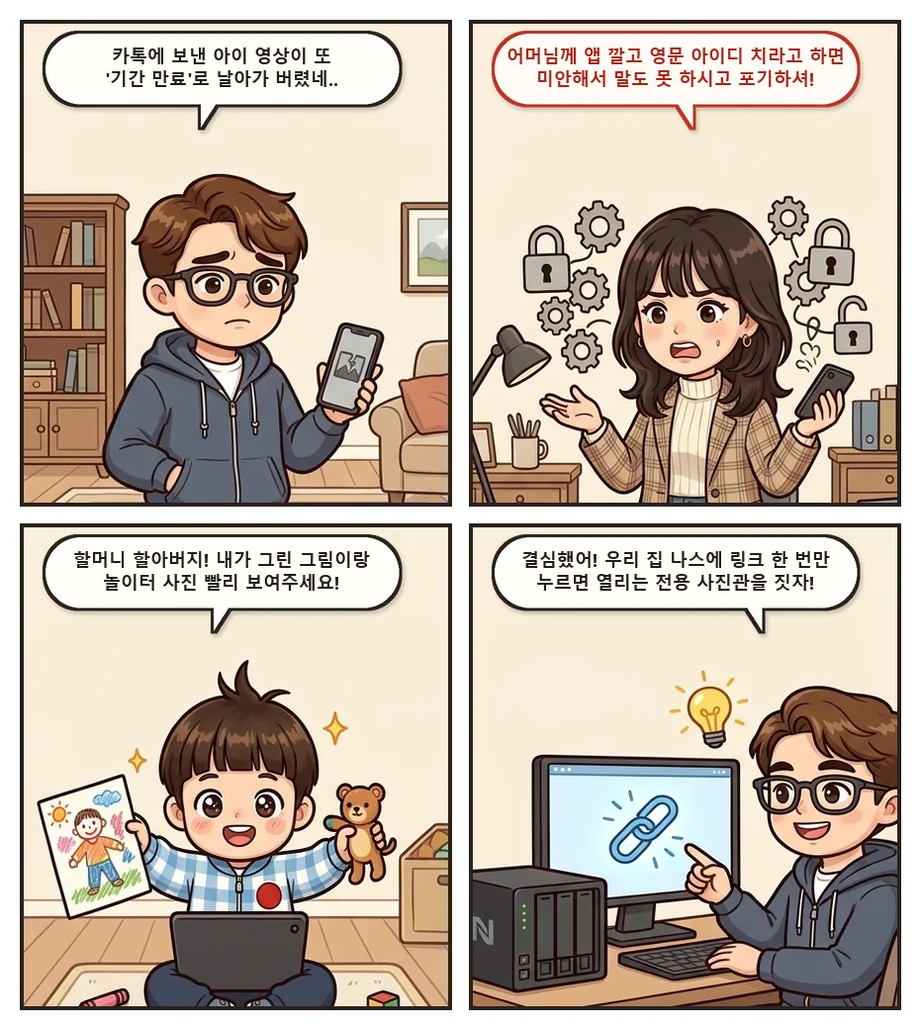 카톡에 보낸 아이 영상이 또
'기간 만료'로 날아가 버렸네..
어머님께 앱 깔고 영문 아이디 치라고 하면
미안해서 말도 못 하시고 포기하셔!
할머니 할아버지! 내가 그린 그림이랑
놀이터 사진 빨리 보여주세요!
결심했어! 우리 집 나스에 링크 한 번만
누르면 열리는 전용 사진관을 짓자!
N